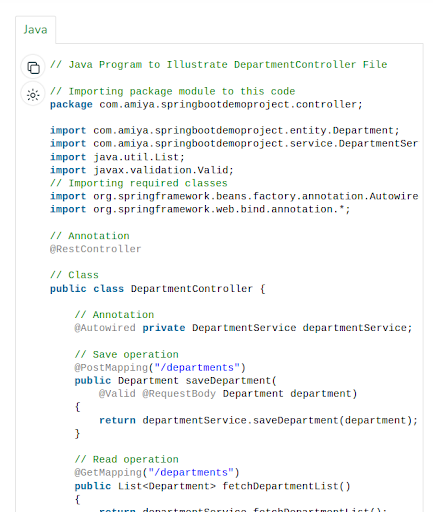 Java
// Java Program to Illustrate DepartmentController File
// Importing package module to this code
package com.amiya.springbootdemoproject.controller;
import com.amiya.springbootdemoproject.entity.Department;
import com.amiya.springbootdemoproject.service.DepartmentSer
import java.util.List;
import javax.validation.Valid;
// Importing required classes
import org.springframework.beans.factory.annotation.Autowire
import org.springframework.web.bind.annotation.*;
// Annotation
@RestController
// Class
public class DepartmentController {
// Annotation
@Autowired private DepartmentService departmentService;
// Save operation
@PostMapping("/departments")
public Department saveDepartment(
@Valid @RequestBody Department department)
{
return departmentService.saveDepartment(department);
}
// Read operation
@GetMapping("/departments")
public List<Department> fetchDepartmentList()
{
return departmentService.fetchDepartmentList();